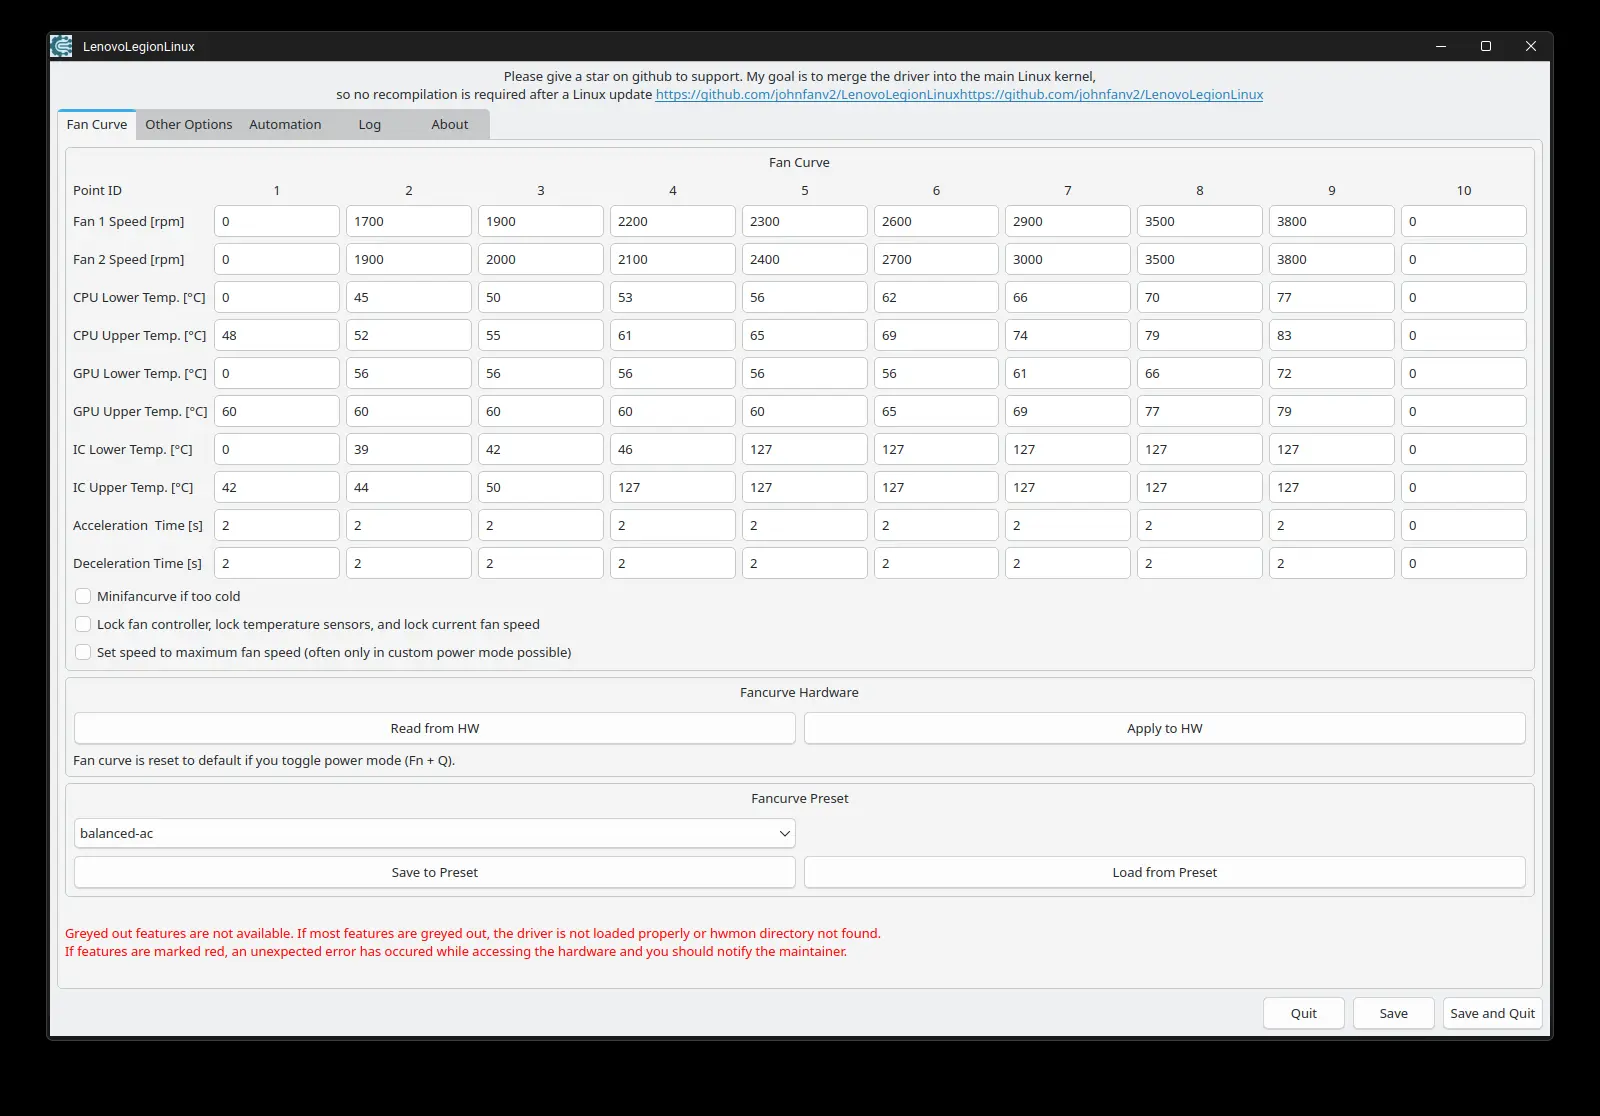 LenovoLegionLinux
Please give a star on github to support. My goal is to merge the driver into the main Linux kernel,
so no recompilation is required after a Linux update https://github.com/johnfanv2/LenovoLegionLinuxhttps://github.com/johnfanv2/LenovoLegionLinux
Fan Curve Other Options Automation Log About
Fan Curve
Point ID 1 2 3 4 5 6 7 8 9 10
Fan 1 Speed [rpm] 0 1700 1900 2200 2300 2600 2900 3500 3800 0
Fan 2 Speed [rpm] 0 1900 2000 2100 2400 2700 3000 3500 3800 0
CPU Lower Temp. [°C] 0 45 50 53 56 62 66 70 77 0
CPU Upper Temp. [°C] 48 52 55 61 65 69 74 79 83 0
GPU Lower Temp. [°C] 0 56 56 56 56 56 61 66 72 0
GPU Upper Temp. [°C] 60 60 60 60 60 65 69 77 79 0
IC Lower Temp. [°C] 0 39 42 46 127 127 127 127 127 0
IC Upper Temp. [°C] 42 44 50 127 127 127 127 127 127 0
Acceleration  Time [s] 2 2 2 2 2 2 2 2 2 0
Deceleration Time [s] 2 2 2 2 2 2 2 2 2 0
Minifancurve if too cold
Lock fan controller, lock temperature sensors, and lock current fan speed
Set speed to maximum fan speed (often only in custom power mode possible)
Fancurve Hardware
Read from HW Apply to HW
Fan curve is reset to default if you toggle power mode (Fn + Q).
Fancurve Preset
balanced-ac
Save to Preset Load from Preset
Greyed out features are not available. If most features are greyed out, the driver is not loaded properly or hwmon directory not found.
If features are marked red, an unexpected error has occured while accessing the hardware and you should notify the maintainer.
Quit Save Save and Quit